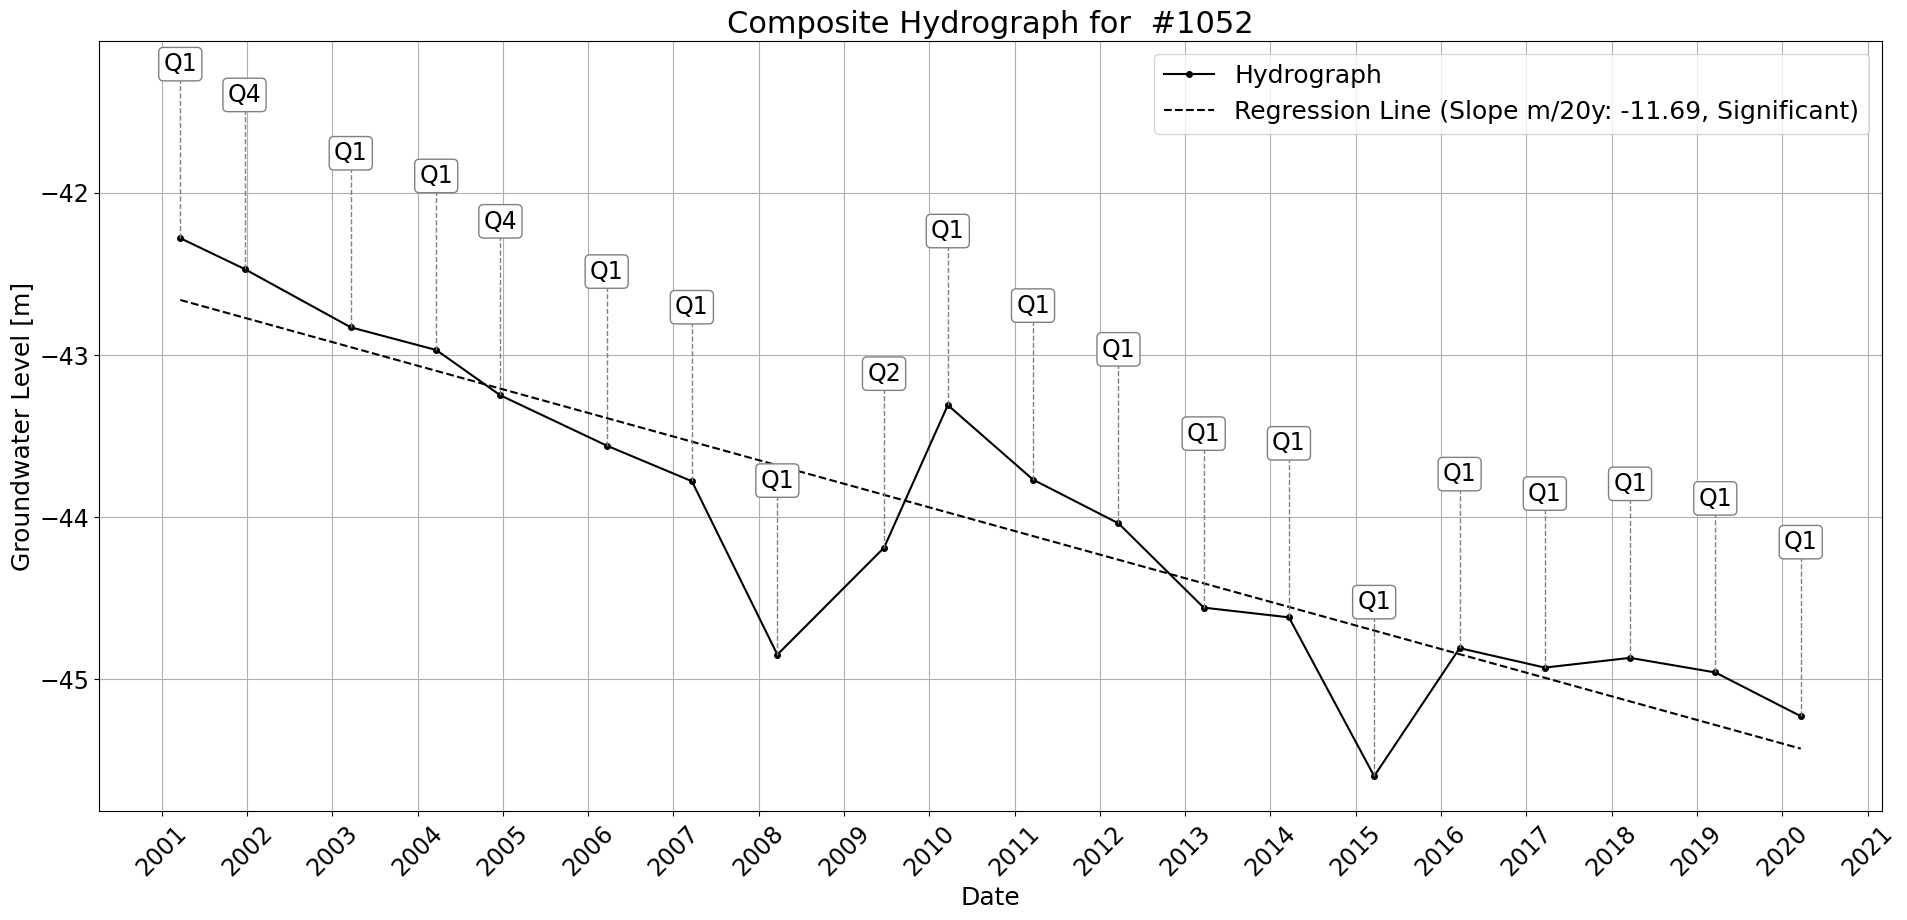 Composite Hydrograph for  #1052
Hydrograph
Regression Line (Slope m/20y: -11.69, Significant)
Q1
Q4
Q1
Q1
Q4
Q1
Q1
Q1
Q2
Q1
Q1
Q1
Q1
Q1
Q1
Q1
Q1
Q1
Q1
Q1
Groundwater Level [m]
−42
−43
−44
−45
2001
2002
2003
2004
2005
2006
2007
2008
2009
2010
2011
2012
2013
2014
2015
2016
2017
2018
2019
2020
2021
Date